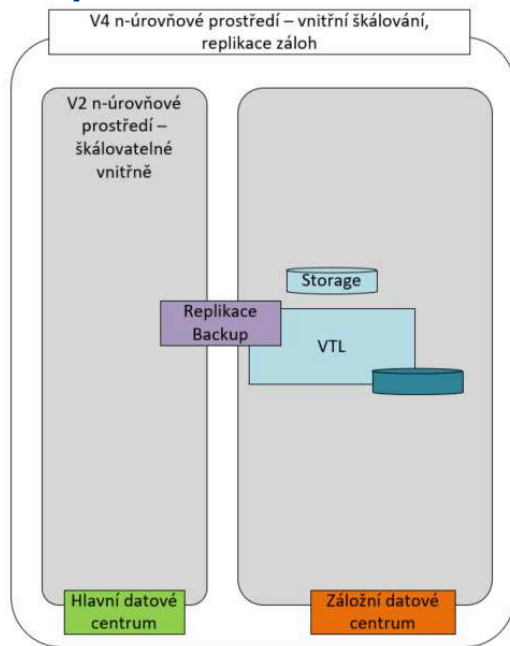 V4 n-úrovňové prostředí – vnitřní škálování,
replikace záloh
V2 n-úrovňové
prostředí –
škálovatelné
vnitřně
Storage
Replikace
Backup
VTL
Hlavní datové
centrum
Záložní datové
centrum